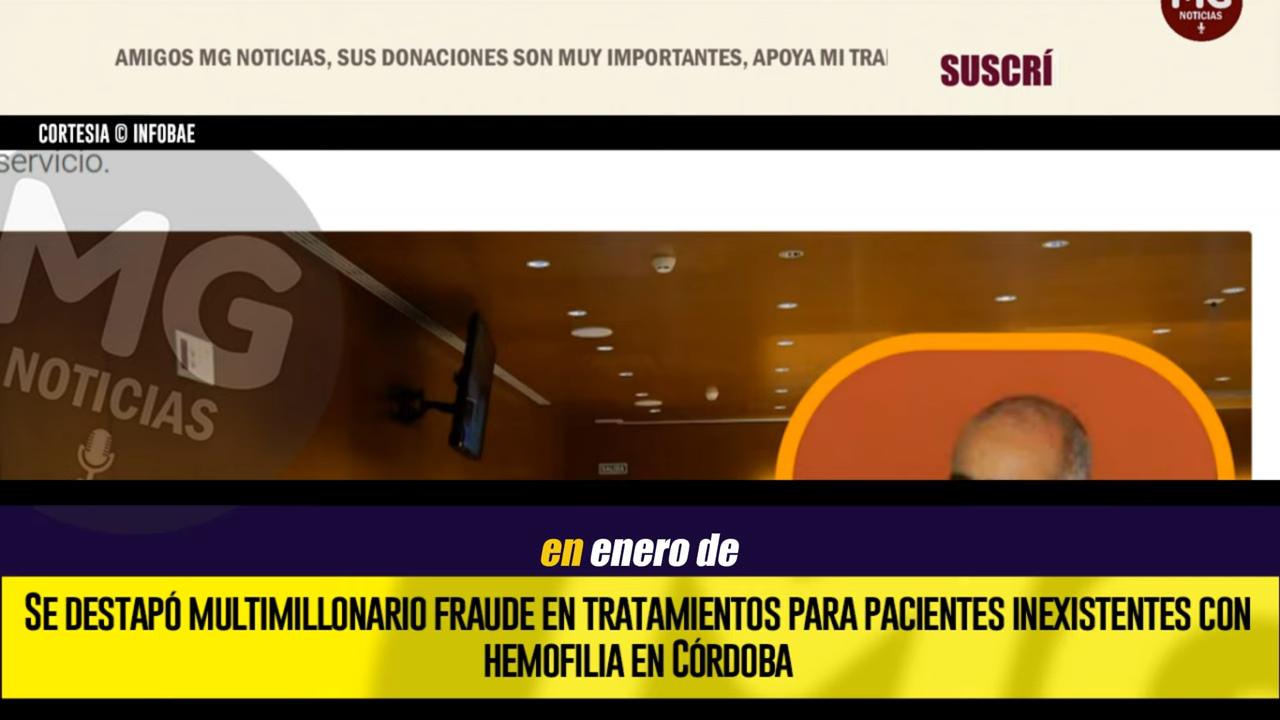 MG
NOTICIAS
AMIGOS MG NOTICIAS, SUS DONACIONES SON MUY IMPORTANTES, APOYA MI TRA
SUSCRÍ
CORTESIA © INFOBAE
servicio.
MG
NOTICIAS
SALIDA
en enero de
SE DESTAPÓ MULTIMILLONARIO FRAUDE EN TRATAMIENTOS PARA PACIENTES INEXISTENTES CON
HEMOFILIA EN CÓRDOBA